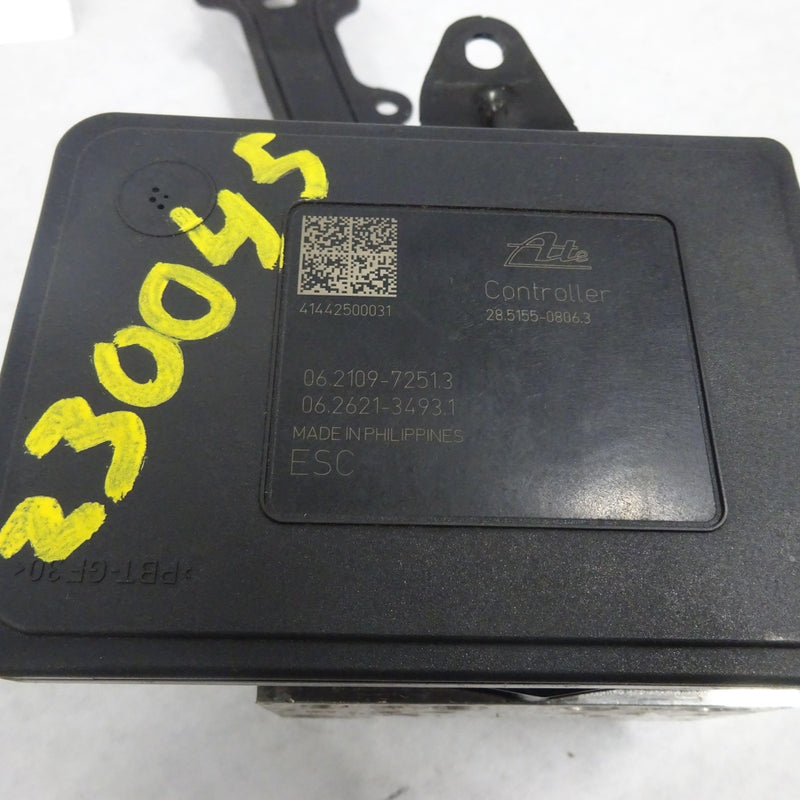 230045
Ate
41442500031
Controller
28.5155-0806.3
06.2109-7251.3
06.2621-3493.1
MADE IN PHILIPPINES
ESC
>PBT-GF30<